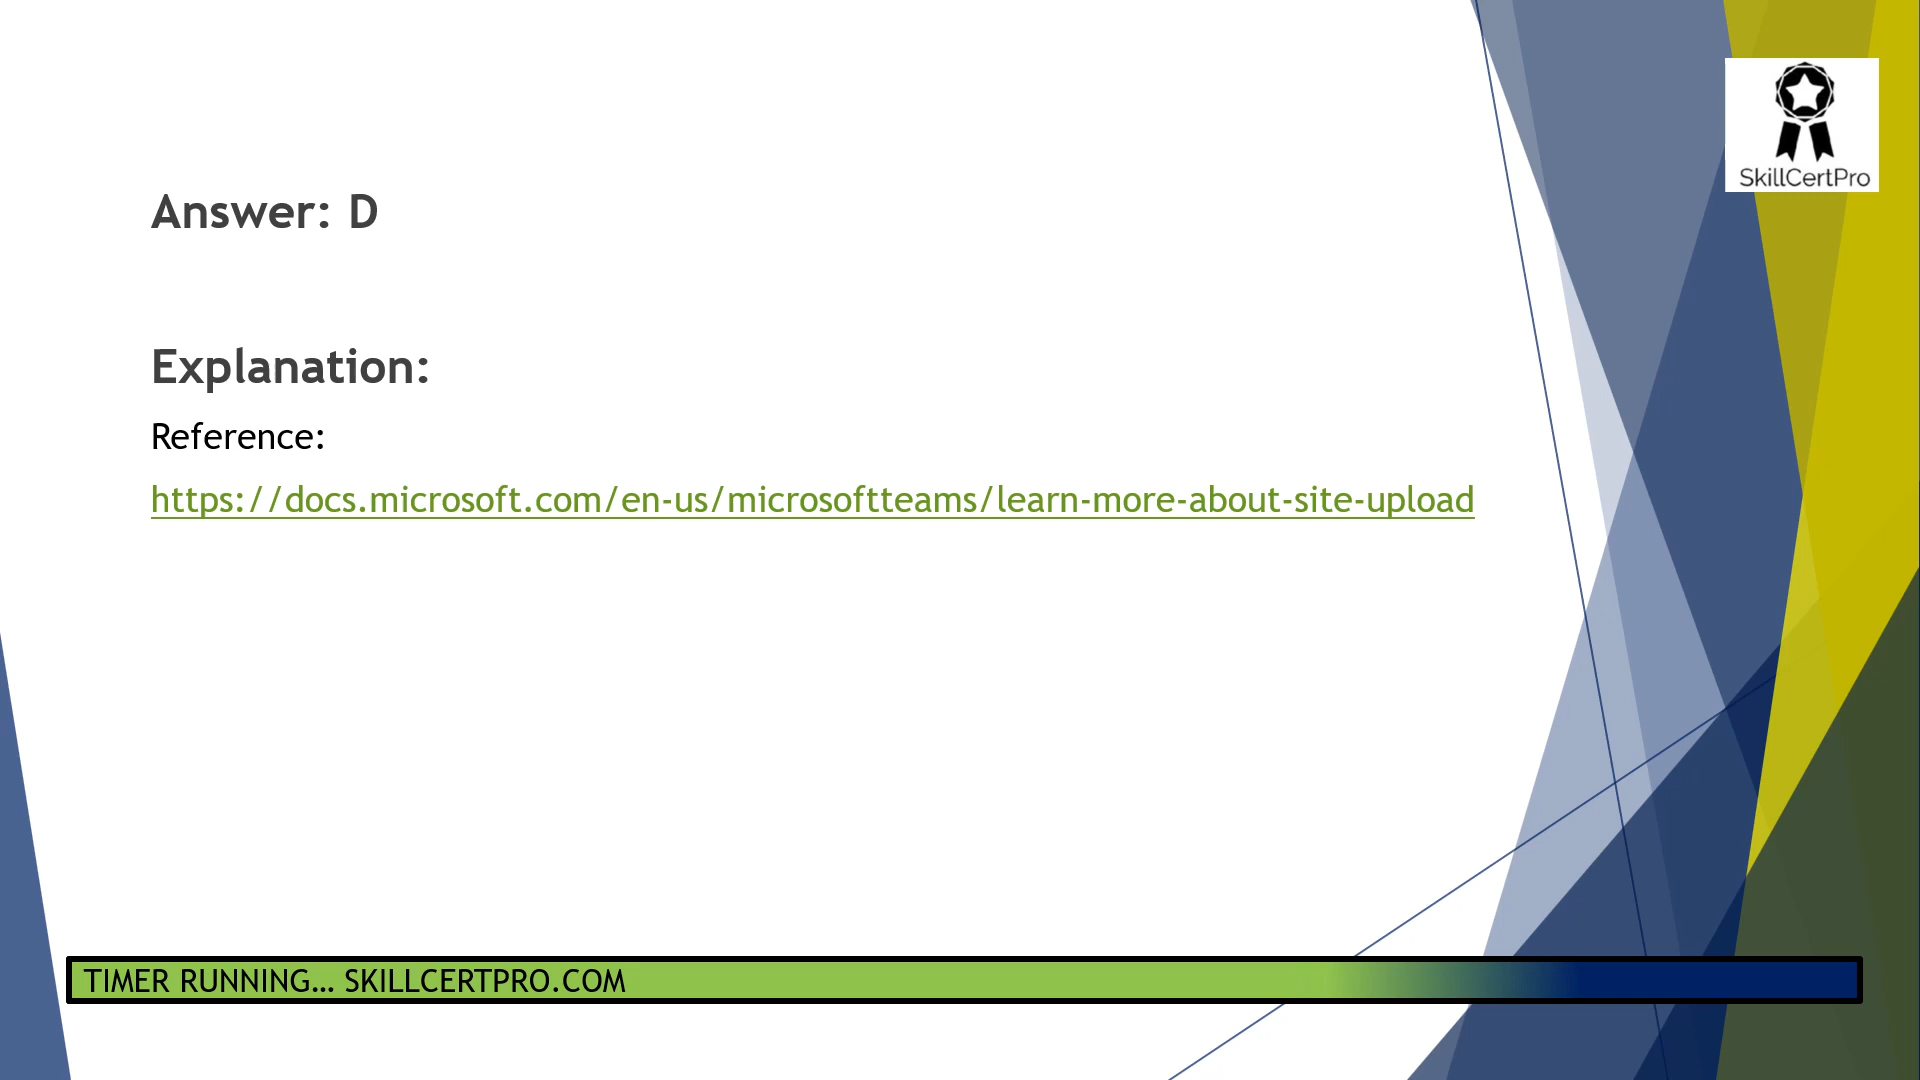 SkillCertPro
Answer: D
Explanation:
Reference:
https://docs.microsoft.com/en-us/microsoftteams/learn-more-about-site-upload
TIMER RUNNING... SKILLCERTPRO.COM